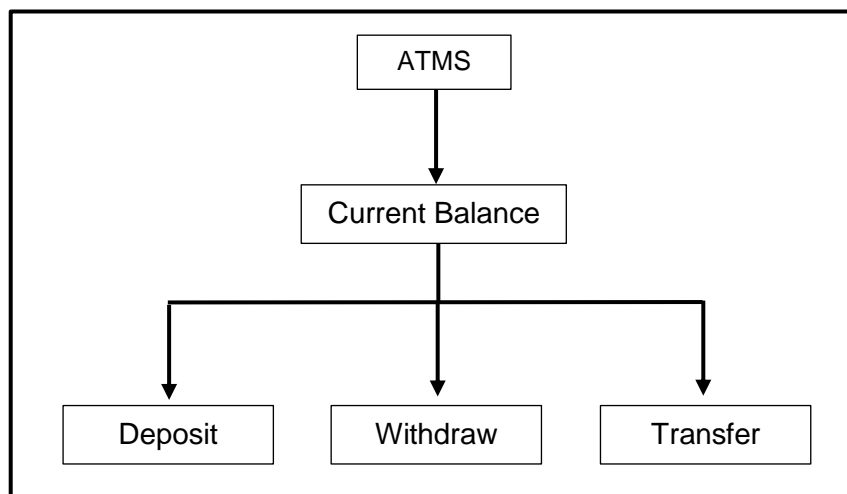 ATMS
Current Balance
Deposit
Withdraw
Transfer